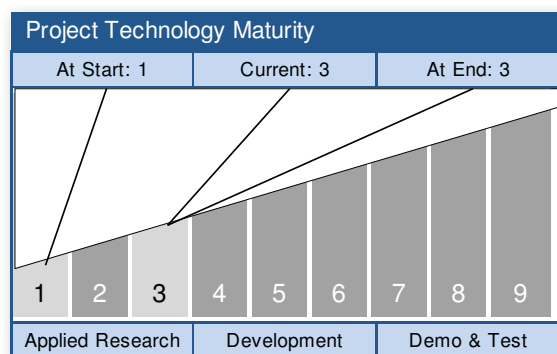 Project Technology Maturity
At Start: 1 Current: 3 At End: 3
1 2 3 4 5 6 7 8 9
Applied Research Development Demo & Test